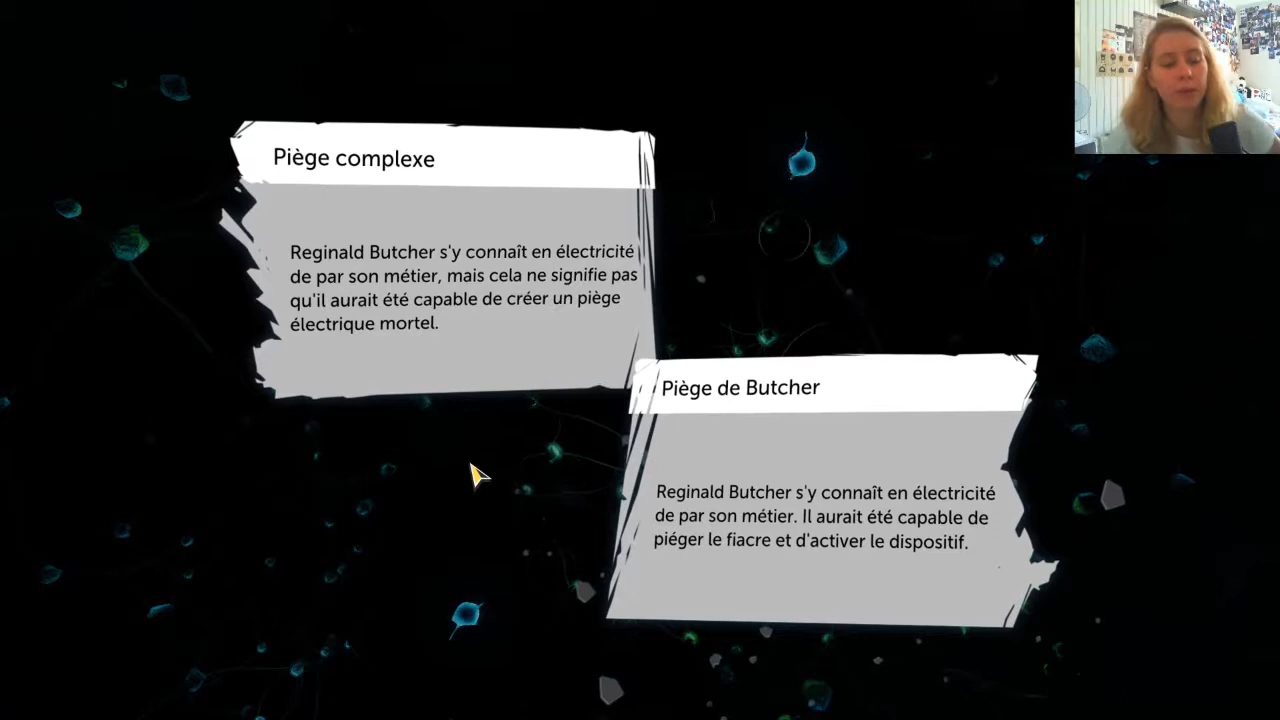 Piège complexe
Reginald Butcher s'y connaît en électricité
de par son métier, mais cela ne signifie pas
qu'il aurait été capable de créer un piège
électrique mortel.
Piège de Butcher
Reginald Butcher s'y connaît en électricité
de par son métier. Il aurait été capable de
piéger le fiacre et d'activer le dispositif.